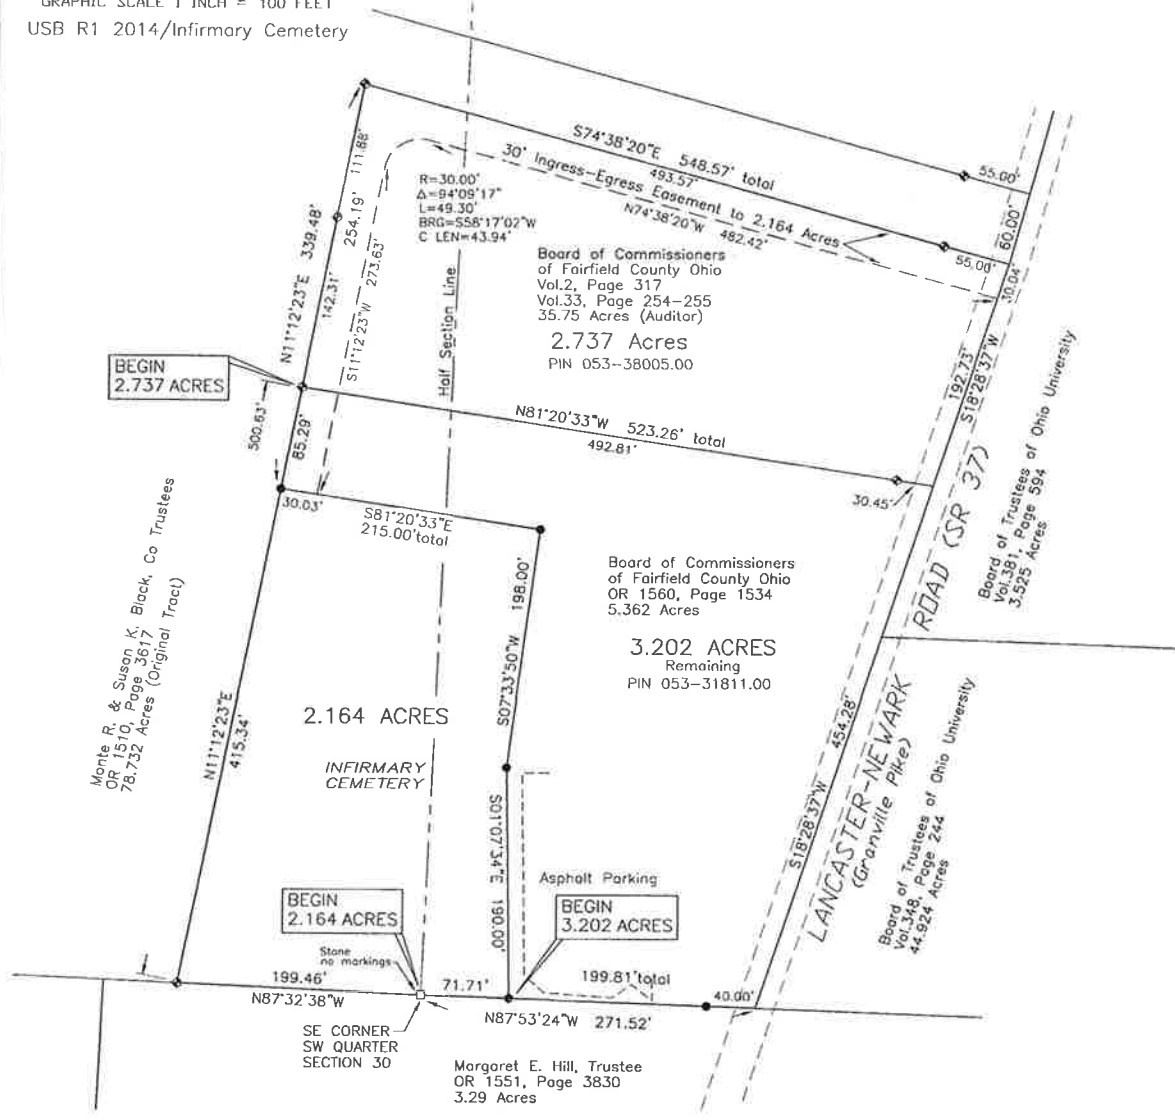 GRAPHIC SCALE 1 INCH = 100 FEET
USB R1 2014/Infirmary Cemetery
S74°38'20"E 548.57' total
493.57'
55.00'
30' Ingress-Egress Easement to 2.164 Acres
N74°38'20"W 482.42'
55.00'
60.00'
30.04'
111.88'
254.19'
N11°12'23"E 339.48'
142.31'
S11°12'23"W 273.63'
R=30.00'
Δ=94°09'17"
L=49.30'
BRG=S58°17'02"W
C LEN=43.94'
Half Section Line
Board of Commissioners
of Fairfield County Ohio
Vol.2, Page 317
Vol.33, Page 254-255
35.75 Acres (Auditor)
2.737 Acres
PIN 053-38005.00
192.73'
S18°28'37"W
BEGIN
2.737 ACRES
500.63'
85.29'
N81°20'33"W 523.26' total
492.81'
30.45'
30.03'
S81°20'33"E
215.00'total
Board of Trustees of Ohio University
Vol.381, Page 594
3.525 Acres
Monte R. & Susan K. Black, Co Trustees
OR 1510, Page 3617
78.732 Acres (Original Tract)
N11°12'23"E
415.34'
198.00'
S07°33'50"W
Board of Commissioners
of Fairfield County Ohio
OR 1560, Page 1534
5.362 Acres
3.202 ACRES
Remaining
PIN 053-31811.00
2.164 ACRES
INFIRMARY
CEMETERY
S01°07'34"E 190.00'
454.28'
S18°28'37"W
LANCASTER-NEWARK ROAD (SR 37)
(Granville Pike)
Board of Trustees of Ohio University
Vol.348, Page 244
44.924 Acres
Asphalt Parking
BEGIN
2.164 ACRES
BEGIN
3.202 ACRES
Stone
no markings
199.46'
N87°32'38"W
71.71'
199.81'total
40.00'
N87°53'24"W 271.52'
SE CORNER
SW QUARTER
SECTION 30
Margaret E. Hill, Trustee
OR 1551, Page 3830
3.29 Acres